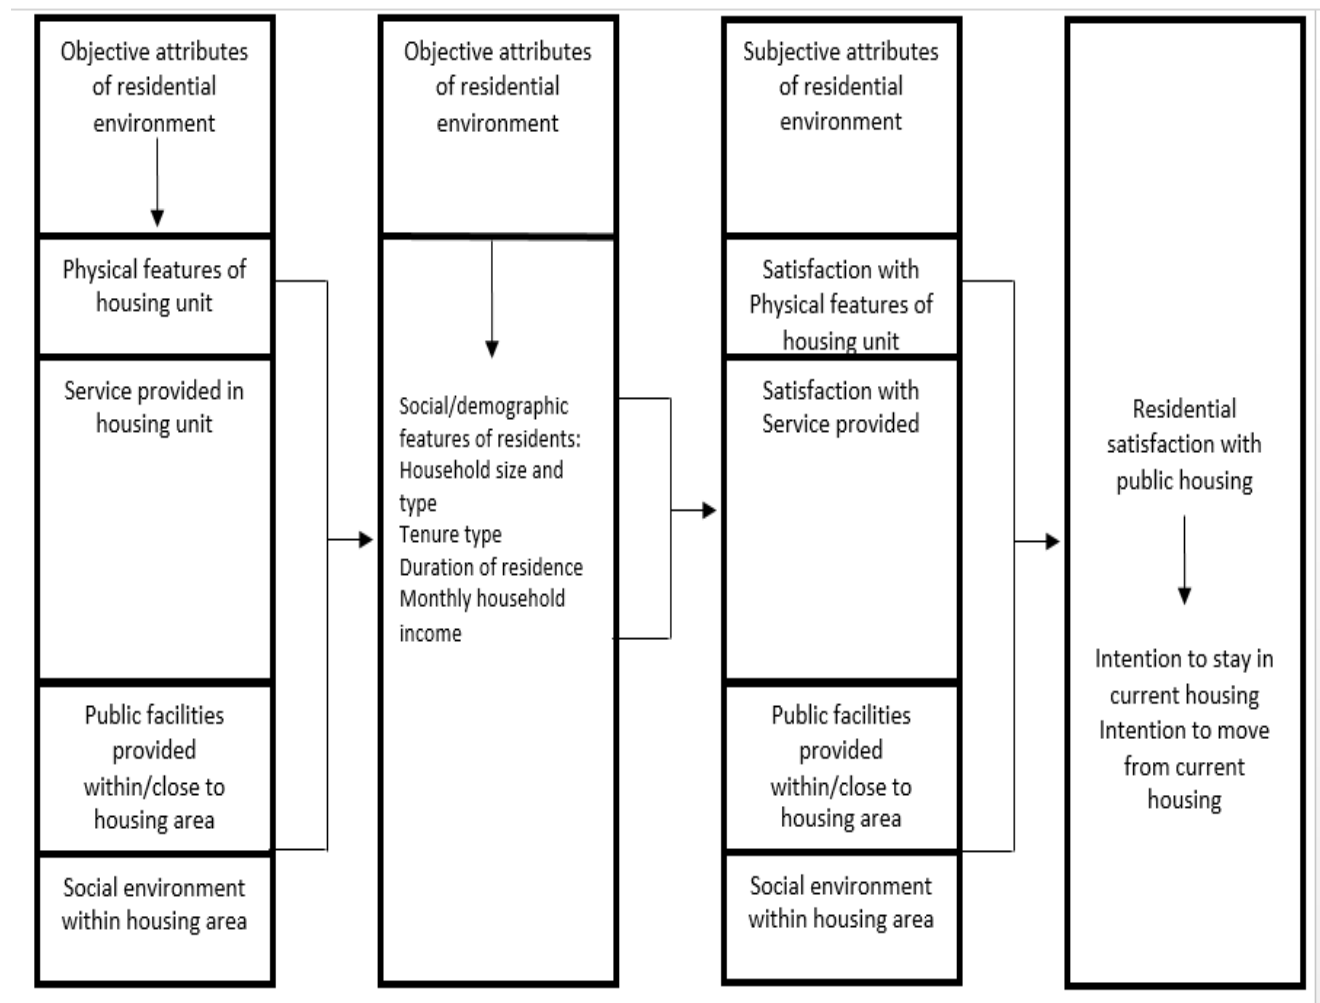 Objective attributes
of residential
environment
Physical features of
housing unit
Service provided in
housing unit
Public facilities
provided
within/close to
housing area
Social environment
within housing area
Objective attributes
of residential
environment
Social/demographic
features of residents:
Household size and
type
Tenure type
Duration of residence
Monthly household
income
Subjective attributes
of residential
environment
Satisfaction with
Physical features of
housing unit
Satisfaction with
Service provided
Public facilities
provided
within/close to
housing area
Social environment
within housing area
Residential
satisfaction with
public housing
Intention to stay in
current housing
Intention to move
from current
housing